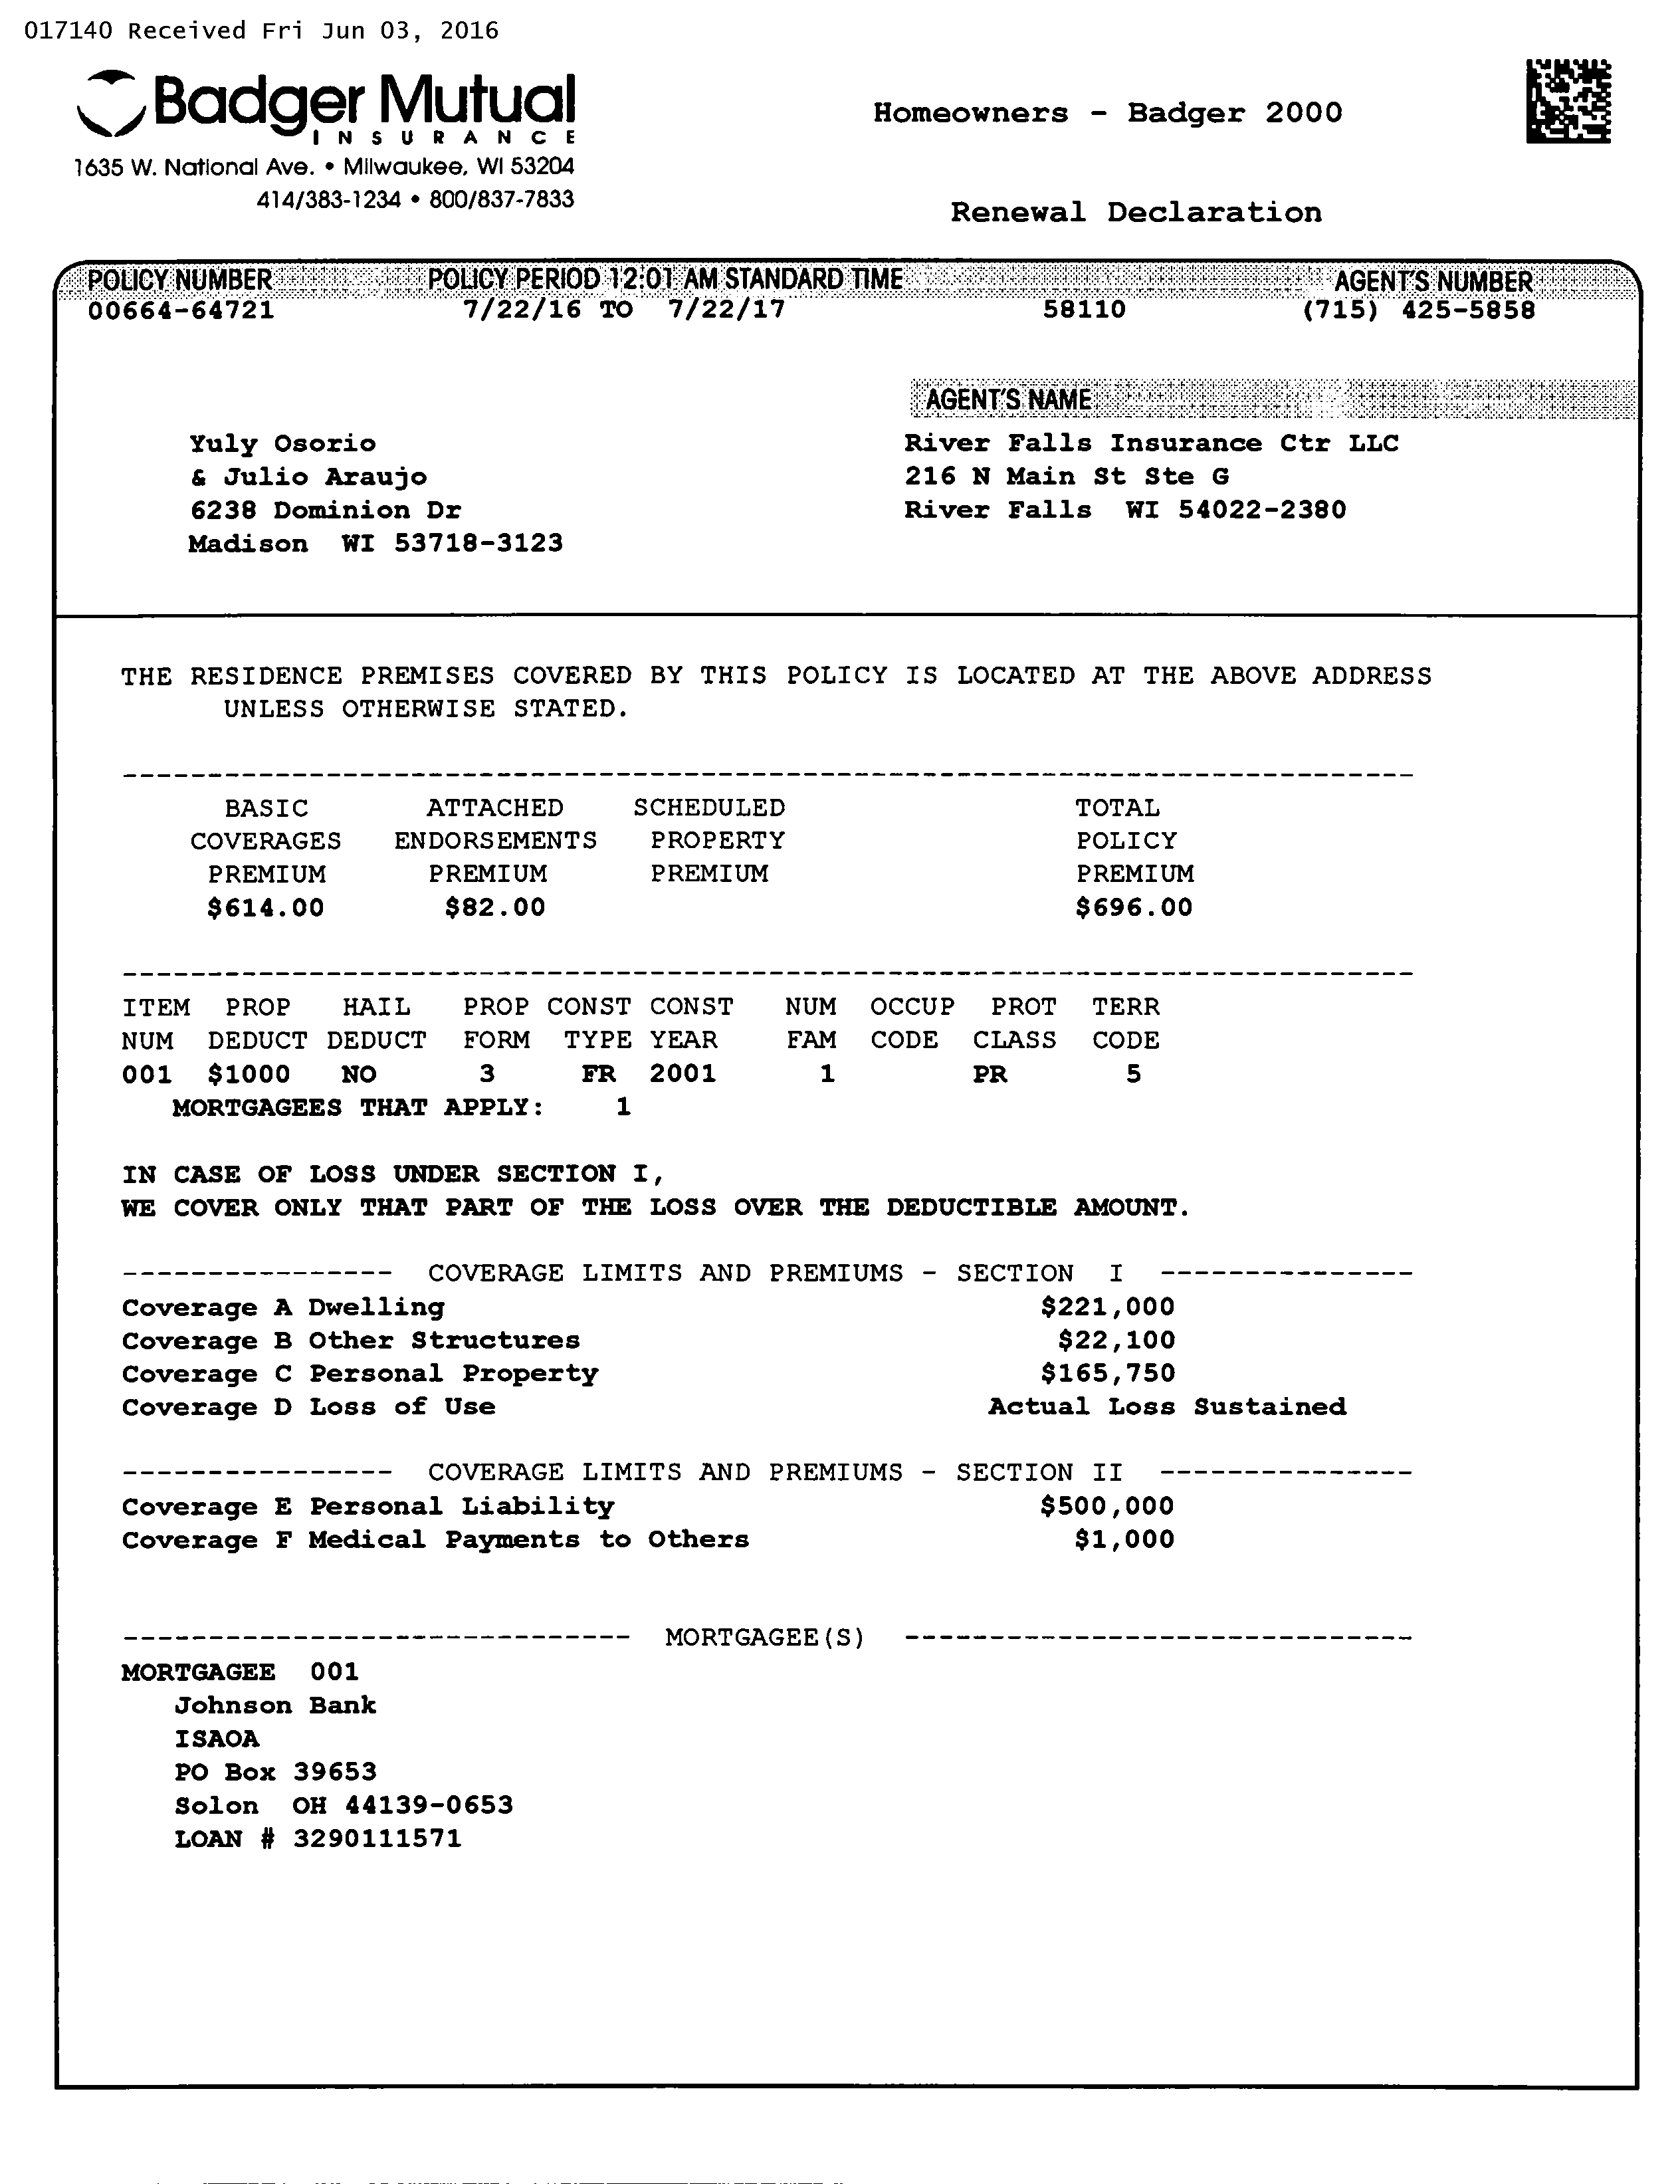 017140 Received Fri Jun 03, 2016
Badger Mutual
INSURANCE
1635 W. National Ave. • Milwaukee, WI 53204
414/383-1234 • 800/837-7833
Homeowners - Badger 2000
Renewal Declaration
POLICY NUMBER POLICY PERIOD 12:01 AM STANDARD TIME AGENT'S NUMBER
00664-64721 7/22/16 TO 7/22/17 58110 (715) 425-5858
AGENT'S NAME
Yuly Osorio River Falls Insurance Ctr LLC
& Julio Araujo 216 N Main St Ste G
6238 Dominion Dr River Falls WI 54022-2380
Madison WI 53718-3123
THE RESIDENCE PREMISES COVERED BY THIS POLICY IS LOCATED AT THE ABOVE ADDRESS
UNLESS OTHERWISE STATED.
BASIC ATTACHED SCHEDULED TOTAL
COVERAGES ENDORSEMENTS PROPERTY POLICY
PREMIUM PREMIUM PREMIUM PREMIUM
$614.00 $82.00 $696.00
ITEM PROP HAIL PROP CONST CONST NUM OCCUP PROT TERR
NUM DEDUCT DEDUCT FORM TYPE YEAR FAM CODE CLASS CODE
001 $1000 NO 3 FR 2001 1 PR 5
MORTGAGEES THAT APPLY: 1
IN CASE OF LOSS UNDER SECTION I,
WE COVER ONLY THAT PART OF THE LOSS OVER THE DEDUCTIBLE AMOUNT.
---------------- COVERAGE LIMITS AND PREMIUMS - SECTION I ---------------
Coverage A Dwelling $221,000
Coverage B Other Structures $22,100
Coverage C Personal Property $165,750
Coverage D Loss of Use Actual Loss Sustained
---------------- COVERAGE LIMITS AND PREMIUMS - SECTION II ---------------
Coverage E Personal Liability $500,000
Coverage F Medical Payments to Others $1,000
------------------------------ MORTGAGEE(S) ------------------------------
MORTGAGEE 001
Johnson Bank
ISAOA
PO Box 39653
Solon OH 44139-0653
LOAN # 3290111571